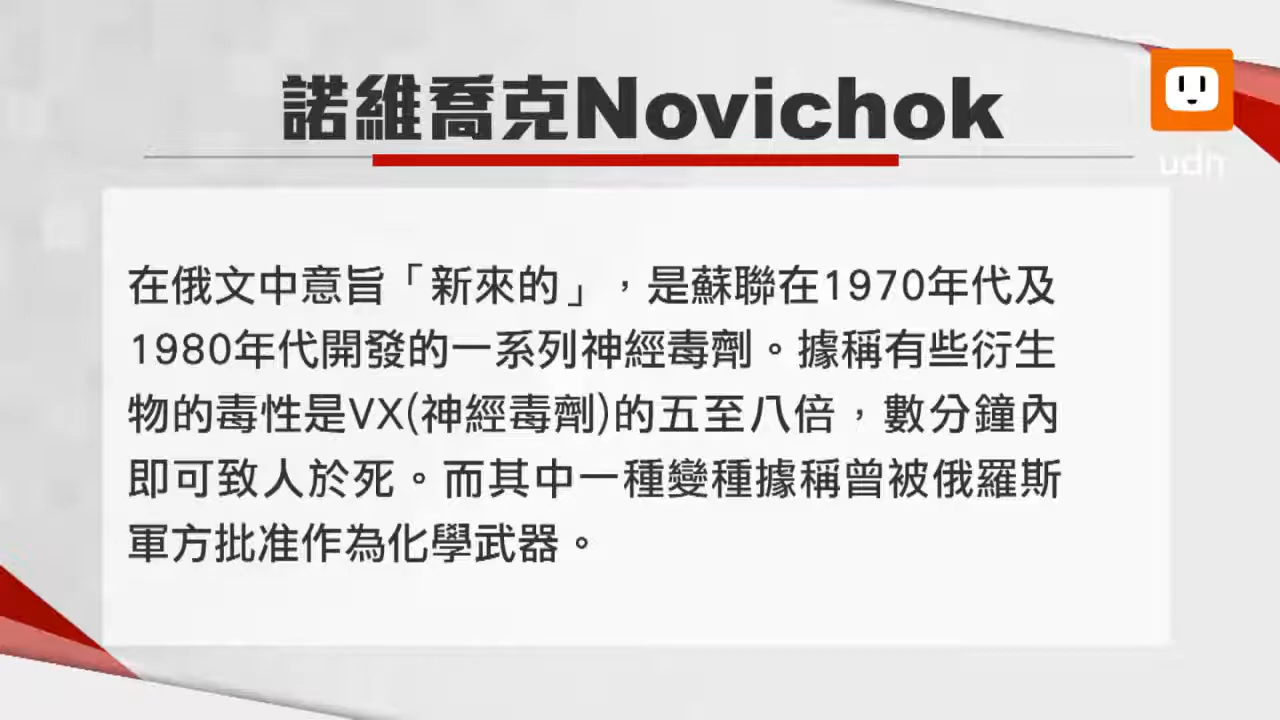 諾維喬克Novichok
udn
在俄文中意旨「新來的」，是蘇聯在1970年代及
1980年代開發的一系列神經毒劑。據稱有些衍生
物的毒性是VX(神經毒劑)的五至八倍，數分鐘內
即可致人於死。而其中一種變種據稱曾被俄羅斯
軍方批准作為化學武器。